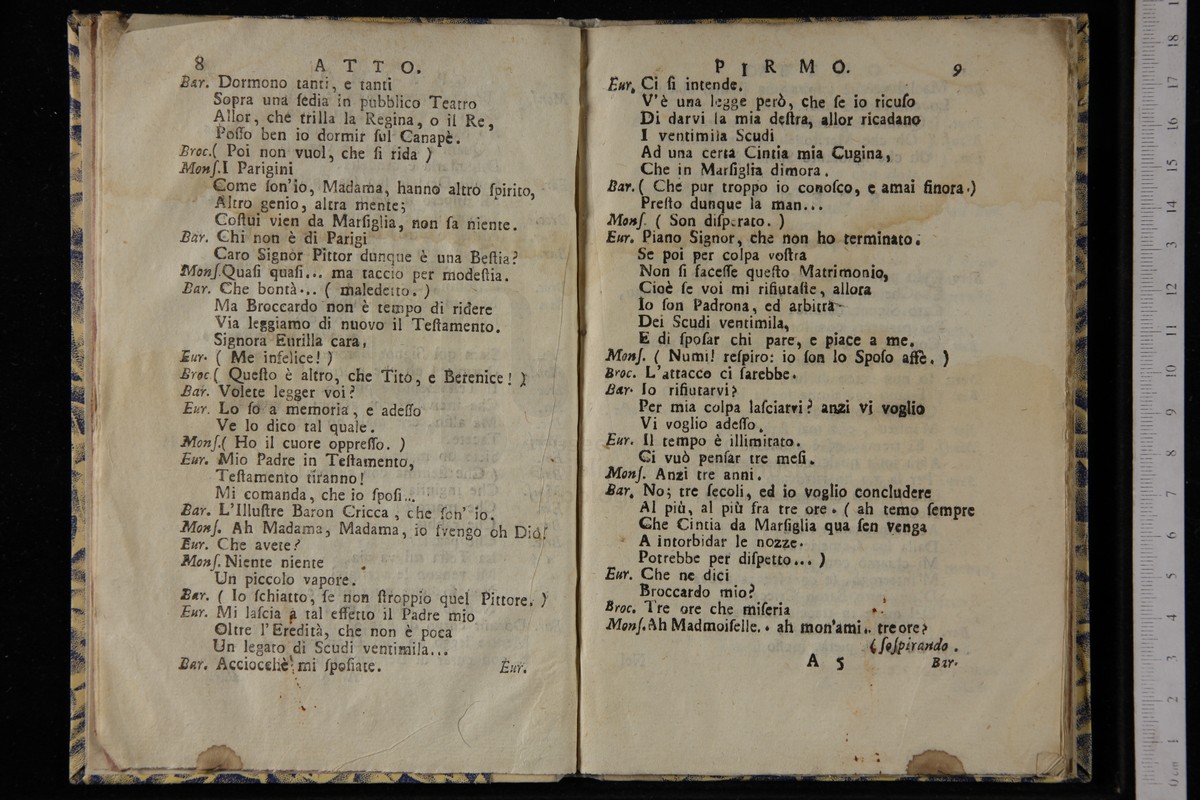 8 ATTO.
Bar. Dormono tanti, e tanti
Sopra una ſedia in pubblico Teatro
Allor, che trilla la Regina, o il Re,
Poſſo ben io dormir ſul Canapè.
Broc.( Poi non vuol, che ſi rida )
Monſ.I Parigini
Come ſon'io, Madama, hanno altro ſpirito,
Altro genio, altra mente;
Coſtui vien da Marſiglia, non ſa niente.
Bar. Chi non è di Parigi
Caro Signor Pittor dunque è una Beſtia?
Monſ.Quaſi quaſi... ma taccio per modeſtia.
Bar. Che bontà... ( maledetto. )
Ma Broccardo non è tempo di ridere
Via leggiamo di nuovo il Teſtamento.
Signora Eurilla cara,
Eur. ( Me infelice! )
Broc( Queſto è altro, che Tito, e Berenice! )
Bar. Volete legger voi?
Eur. Lo ſo a memoria, e adeſſo
Ve lo dico tal quale.
Monſ.( Ho il cuore oppreſſo. )
Eur. Mio Padre in Teſtamento,
Teſtamento tiranno!
Mi comanda, che io ſpoſi...
Bar. L'Illuſtre Baron Cricca, che ſon' io.
Monſ. Ah Madama, Madama, io ſvengo oh Dio!
Eur. Che avete?
Monſ. Niente niente
Un piccolo vapore.
Bar. ( Io ſchiatto, ſe non ſtroppio quel Pittore. )
Eur. Mi laſcia a tal effetto il Padre mio
Oltre l'Eredità, che non è poca
Un legato di Scudi ventimila...
Bar. Acciocchè mi ſpoſiate.
Eur.
PIRMO. 9
Eur. Ci ſi intende.
V'è una legge però, che ſe io ricuſo
Di darvi la mia deſtra, allor ricadano
I ventimila Scudi
Ad una certa Cintia mia Cugina,
Che in Marſiglia dimora.
Bar.( Che pur troppo io conoſco, e amai finora.)
Preſto dunque la man...
Monſ. ( Son diſperato. )
Eur. Piano Signor, che non ho terminato.
Se poi per colpa voſtra
Non ſi faceſſe queſto Matrimonio,
Cioè ſe voi mi rifiutaſte, allora
Io ſon Padrona, ed arbitra
Dei Scudi ventimila,
E di ſpoſar chi pare, e piace a me.
Monſ. ( Numi! reſpiro: io ſon lo Spoſo affè. )
Broc. L'attacco ci ſarebbe.
Bar. Io rifiutarvi?
Per mia colpa laſciarvi? anzi vi voglio
Vi voglio adeſſo.
Eur. Il tempo è illimitato.
Ci vuò penſar tre meſi.
Monſ. Anzi tre anni.
Bar. No; tre ſecoli, ed io voglio concludere
Al più, al più fra tre ore. ( ah temo ſempre
Che Cintia da Marſiglia qua ſen venga
A intorbidar le nozze.
Potrebbe per diſpetto... )
Eur. Che ne dici
Broccardo mio?
Broc. Tre ore che miſeria
Monſ.Ah Madmoiſelle.. ah mon'ami.. tre ore?
(ſoſpirando.
A 5 Bar.